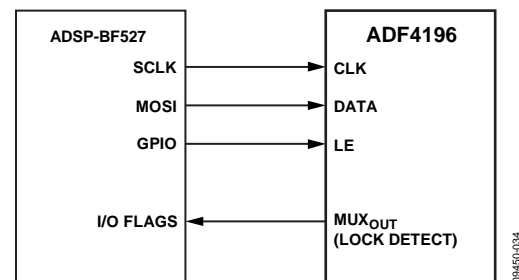 ADSP-BF527
ADF4196
SCLK
CLK
MOSI
DATA
GPIO
LE
I/O FLAGS
MUXOUT
(LOCK DETECT)
09450-034